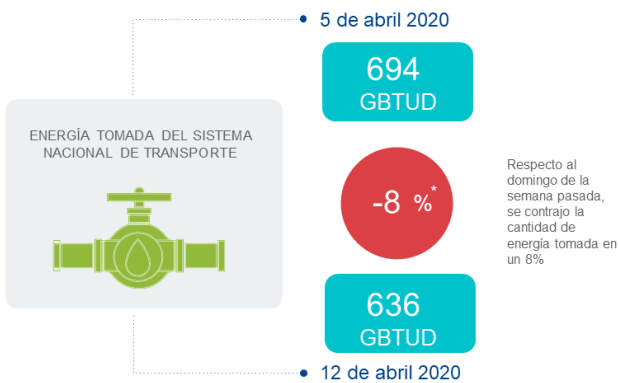 5 de abril 2020
694
GBTUD
ENERGÍA TOMADA DEL SISTEMA
NACIONAL DE TRANSPORTE
-8 %*
Respecto al
domingo de la
semana pasada,
se contrajo la
cantidad de
energía tomada en
un 8%
636
GBTUD
12 de abril 2020